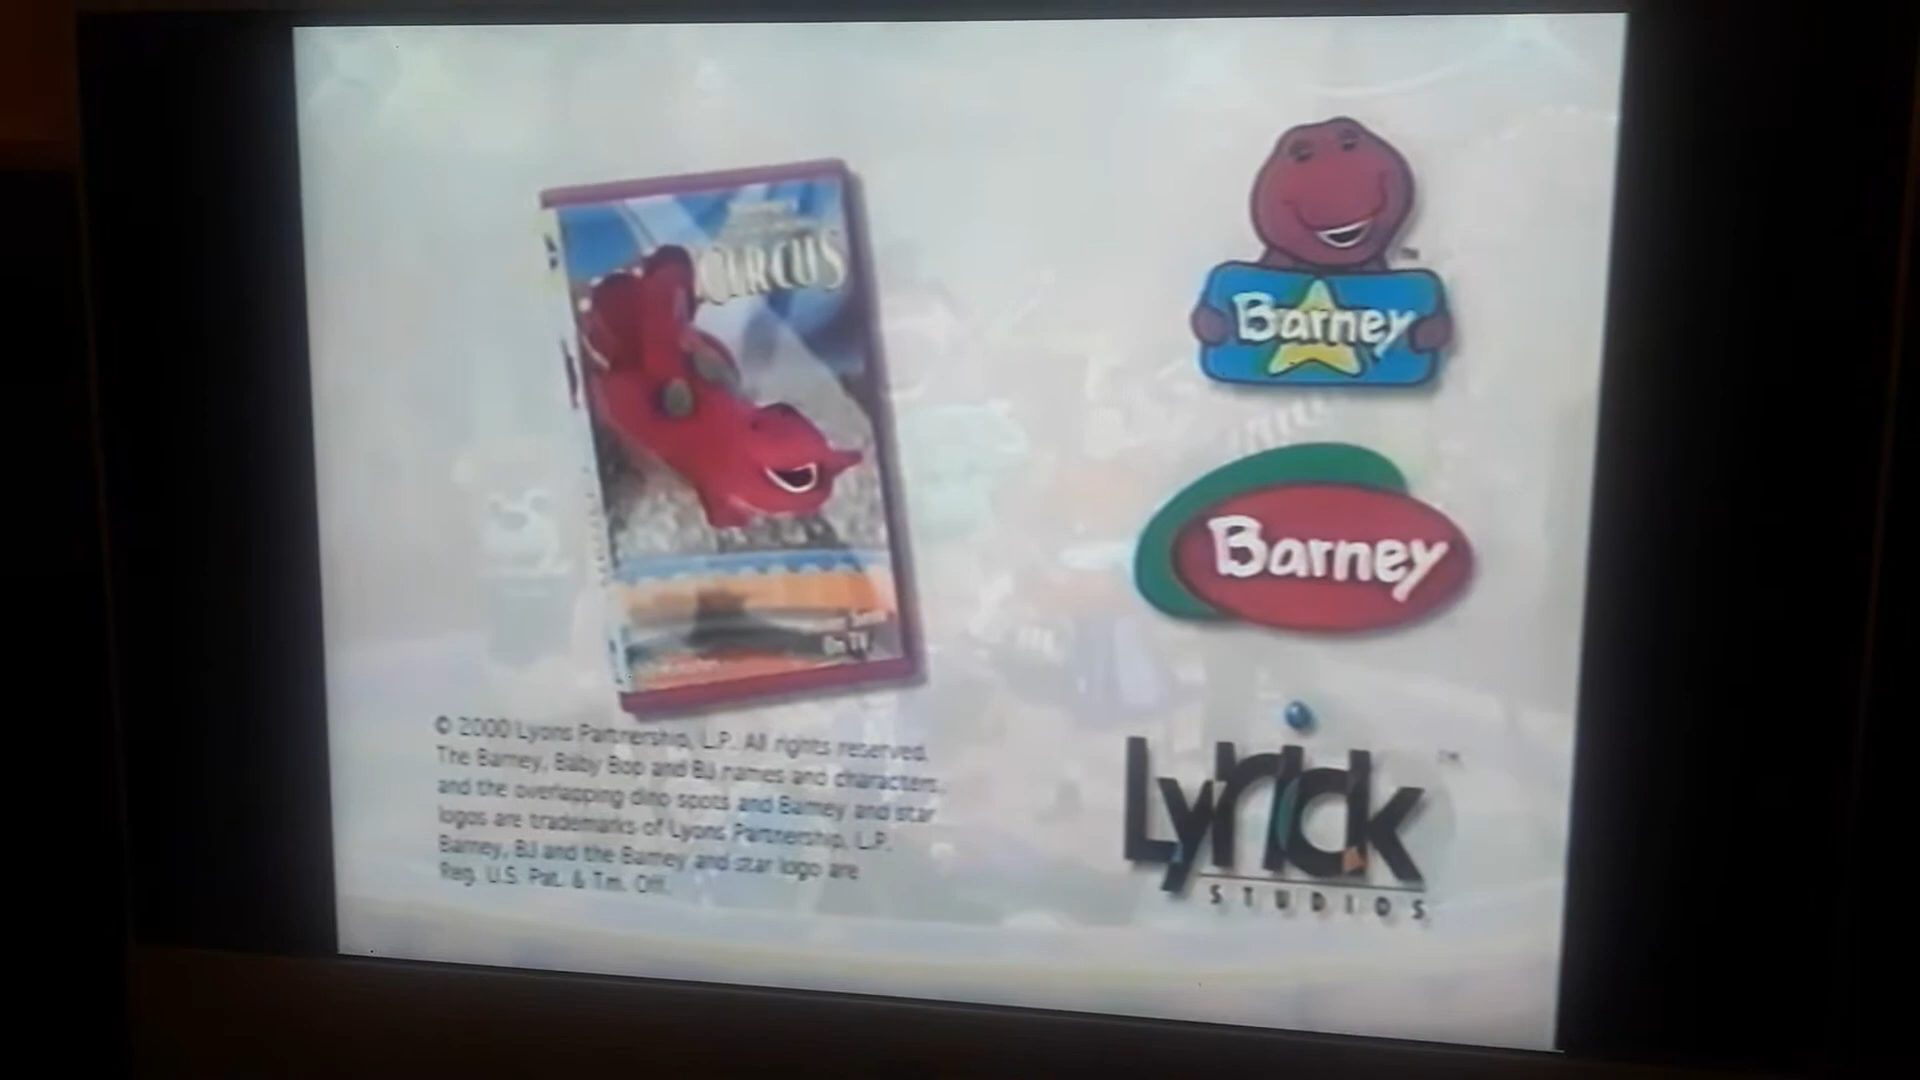 CIRCUS
On TV
© 2000 Lyons Partnership, L.P. All rights reserved.
The Barney, Baby Bop and BJ names and characters
and the overlapping dino spots and Barney and star
logos are trademarks of Lyons Partnership, L.P.
Barney, BJ and the Barney and star logo are
Reg. U.S. Pat. & Tm. Off.
Barney
TM
Barney
Lyrick
TM
STUDIOS